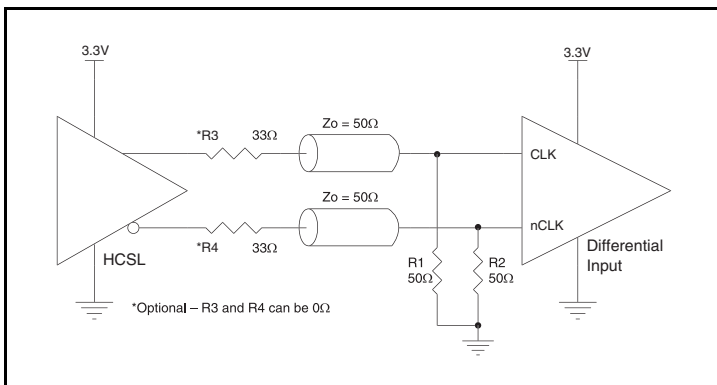 3.3V
3.3V
*R3 33Ω
Zo = 50Ω
CLK
Zo = 50Ω
nCLK
*R4 33Ω
HCSL
R1
50Ω
R2
50Ω
Differential
Input
*Optional – R3 and R4 can be 0Ω